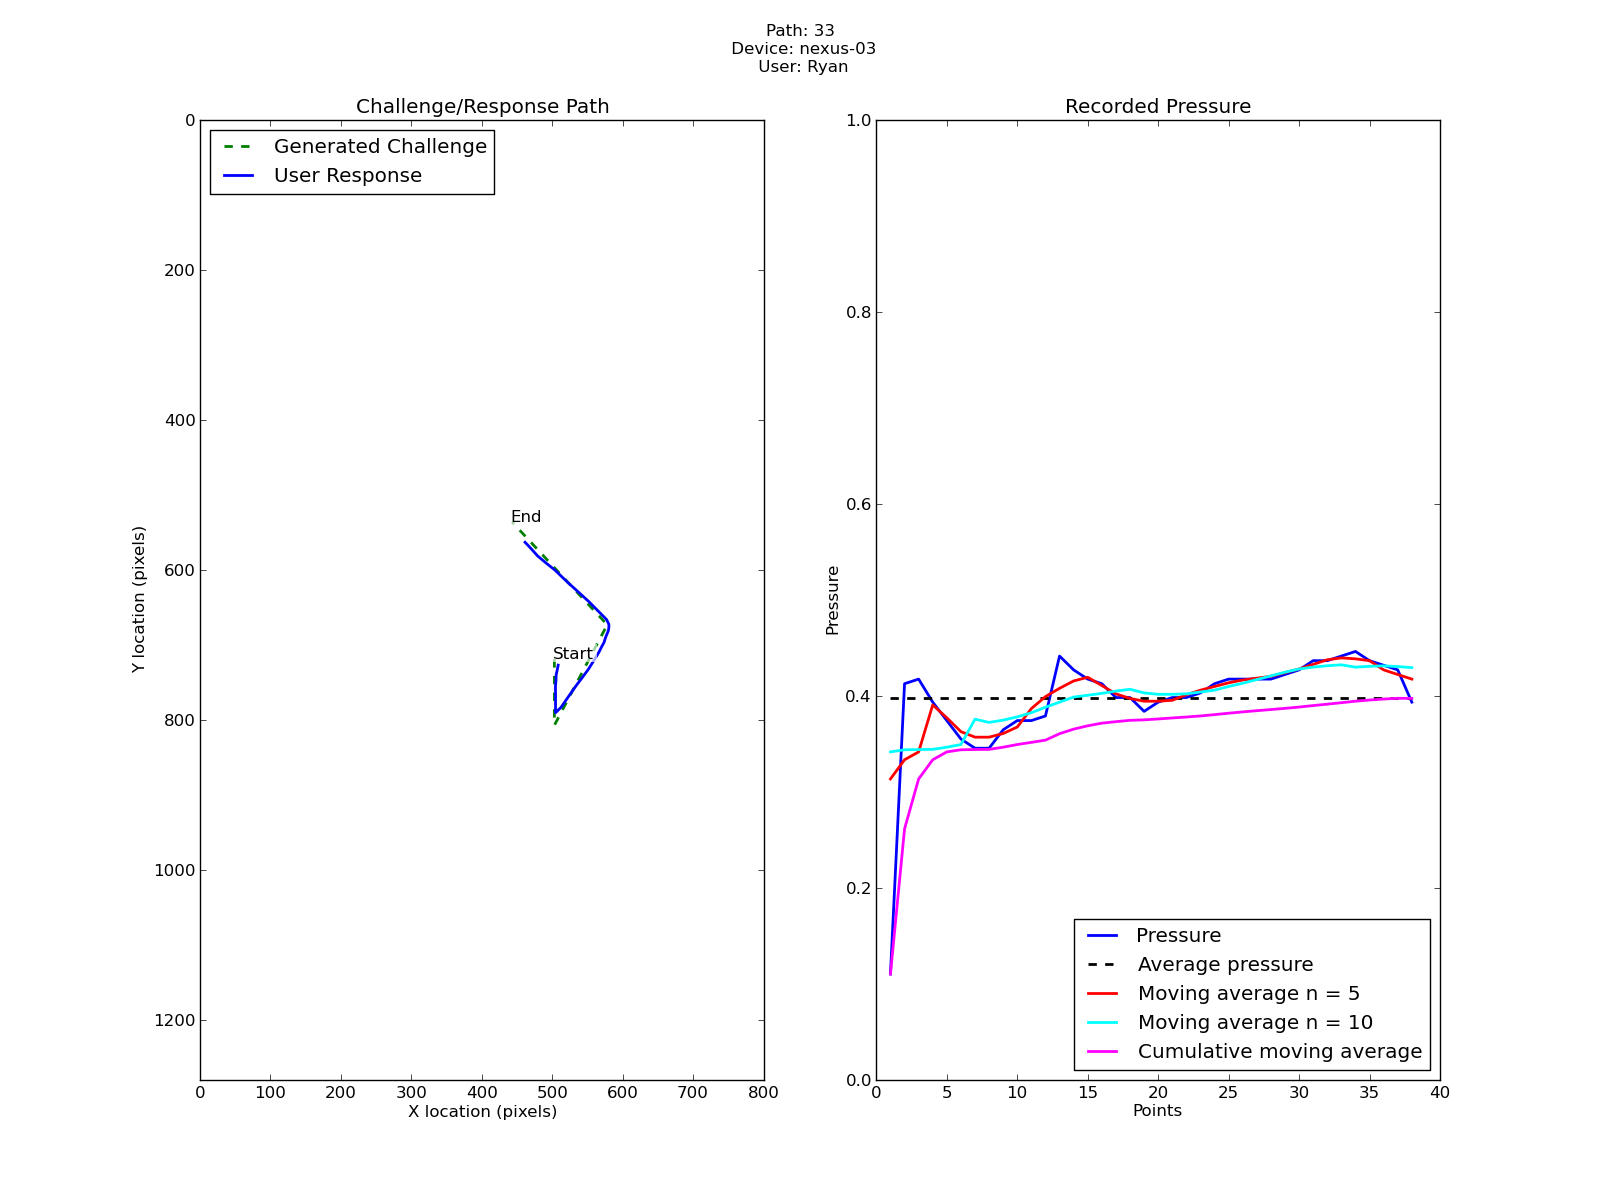 Path: 33
Device: nexus-03
User: Ryan
Challenge/Response Path
Generated Challenge
User Response
0
200
400
600
800
1000
1200
Y location (pixels)
End
Start
0 100 200 300 400 500 600 700 800
X location (pixels)
Recorded Pressure
1.0
0.8
0.6
0.4
0.2
0.0
Pressure
Pressure
Average pressure
Moving average n = 5
Moving average n = 10
Cumulative moving average
0 5 10 15 20 25 30 35 40
Points